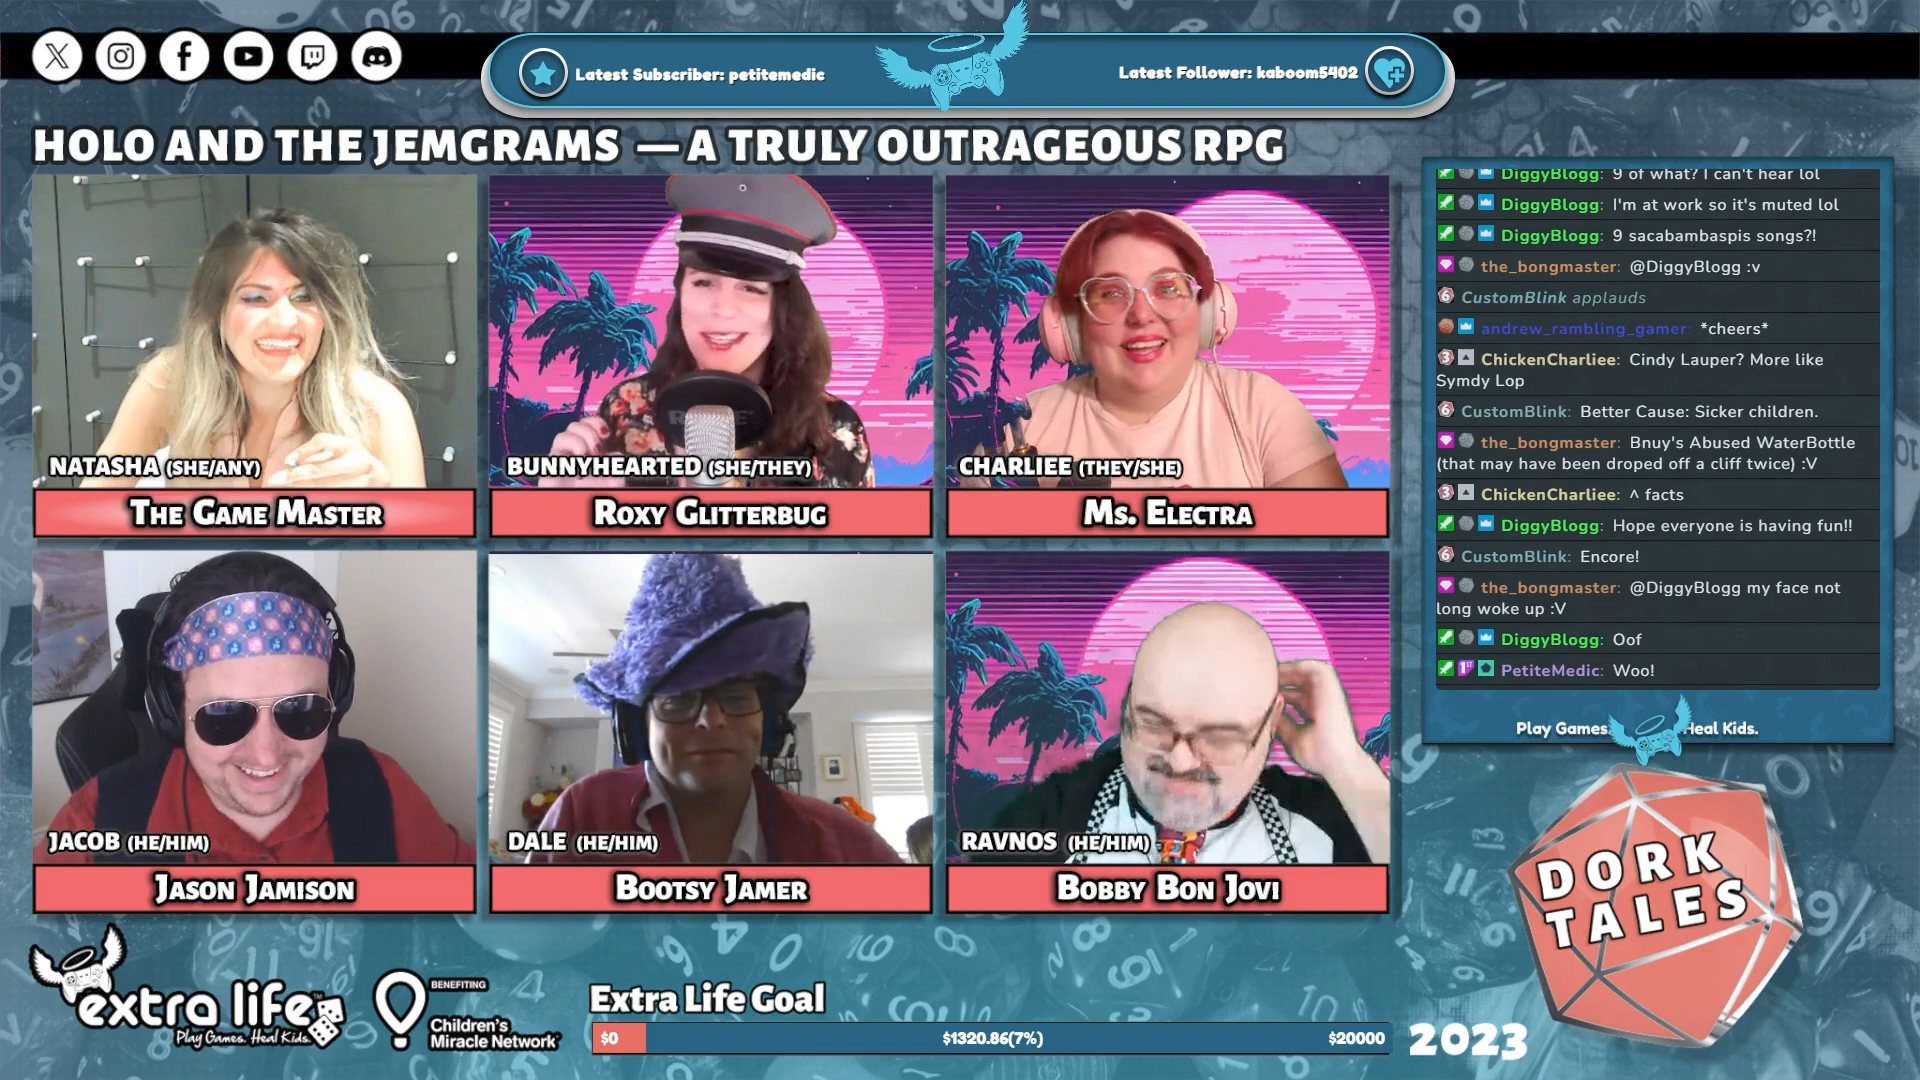 Latest Subscriber: petitemedic
Latest Follower: kaboom5402
HOLO AND THE JEMGRAMS — A TRULY OUTRAGEOUS RPG
NATASHA (SHE/ANY)
THE GAME MASTER
BUNNYHEARTED (SHE/THEY)
ROXY GLITTERBUG
CHARLIEE (THEY/SHE)
MS. ELECTRA
JACOB (HE/HIM)
JASON JAMISON
DALE (HE/HIM)
BOOTSY JAMER
RAVNOS (HE/HIM)
BOBBY BON JOVI
DiggyBlogg: 9 of what? I can't hear lol
DiggyBlogg: I'm at work so it's muted lol
DiggyBlogg: 9 sacabambaspis songs?!
the_bongmaster: @DiggyBlogg :v
CustomBlink applauds
andrew_rambling_gamer: *cheers*
ChickenCharliee: Cindy Lauper? More like
Symdy Lop
CustomBlink: Better Cause: Sicker children.
the_bongmaster: Bnuy's Abused WaterBottle
(that may have been droped off a cliff twice) :V
ChickenCharliee: ^ facts
DiggyBlogg: Hope everyone is having fun!!
CustomBlink: Encore!
the_bongmaster: @DiggyBlogg my face not
long woke up :V
DiggyBlogg: Oof
PetiteMedic: Woo!
Play Games. Heal Kids.
DORK
TALES
extra life
Play Games. Heal Kids.
BENEFITING
Children's
Miracle Network
Extra Life Goal
$0 $1320.86(7%) $20000
2023